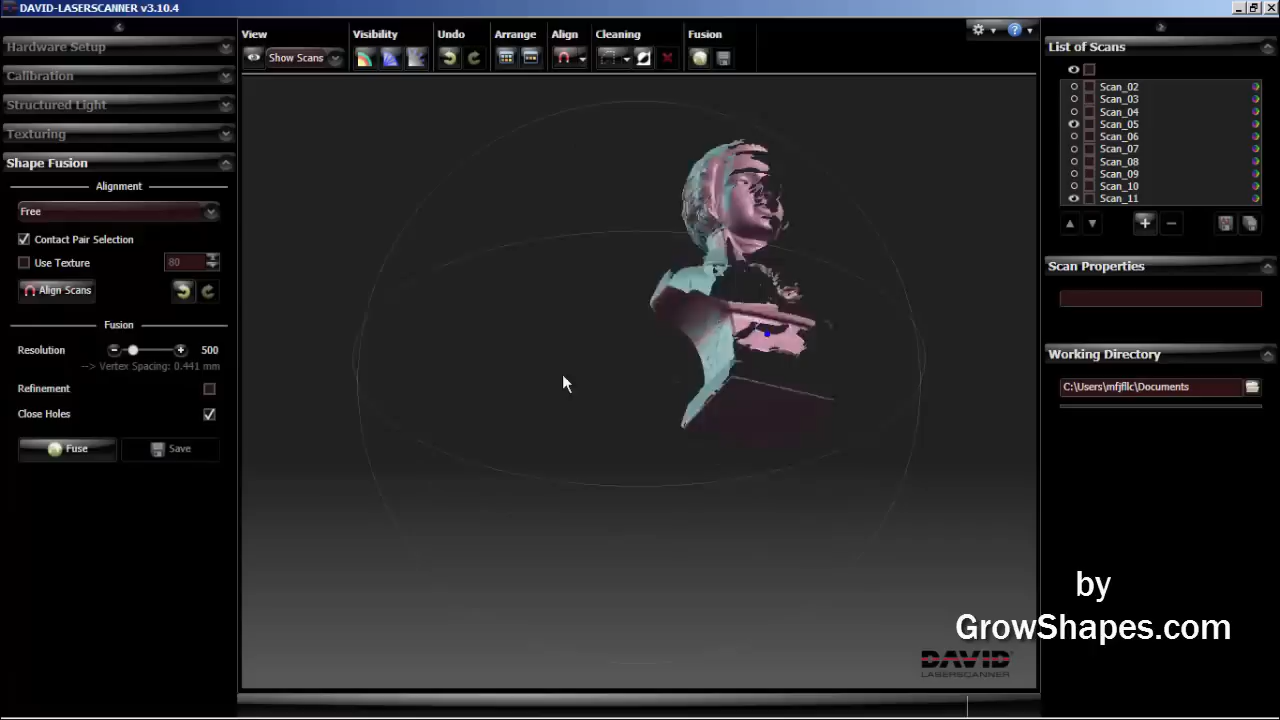 DAVID-LASERSCANNER v3.10.4
Hardware Setup
Calibration
Structured Light
Texturing
Shape Fusion
Alignment
Free
Contact Pair Selection
Use Texture 80
Align Scans
Fusion
Resolution 500
--> Vertex Spacing: 0.441 mm
Refinement
Close Holes
Fuse Save
View Visibility Undo Arrange Align Cleaning Fusion
Show Scans
?
List of Scans
Scan_02
Scan_03
Scan_04
Scan_05
Scan_06
Scan_07
Scan_08
Scan_09
Scan_10
Scan_11
Scan Properties
Working Directory
C:\Users\mfjfllc\Documents
by
GrowShapes.com
DAVID
LASERSCANNER